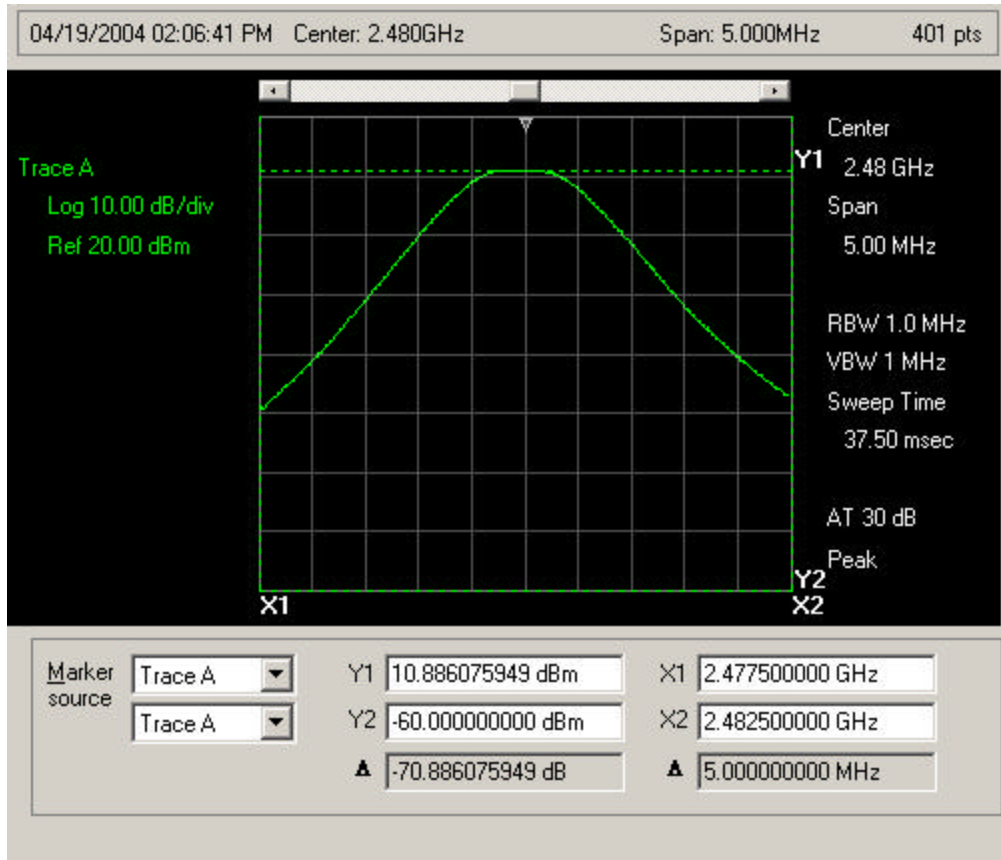 04/19/2004 02:06:41 PM Center: 2.480GHz Span: 5.000MHz 401 pts
Trace A
Log 10.00 dB/div
Ref 20.00 dBm
Y1
Center
2.48 GHz
Span
5.00 MHz
RBW 1.0 MHz
VBW 1 MHz
Sweep Time
37.50 msec
AT 30 dB
Peak
Y2
X1 X2
Marker source
Trace A
Trace A
Y1 10.886075949 dBm X1 2.477500000 GHz
Y2 -60.000000000 dBm X2 2.482500000 GHz
Δ -70.886075949 dB Δ 5.000000000 MHz